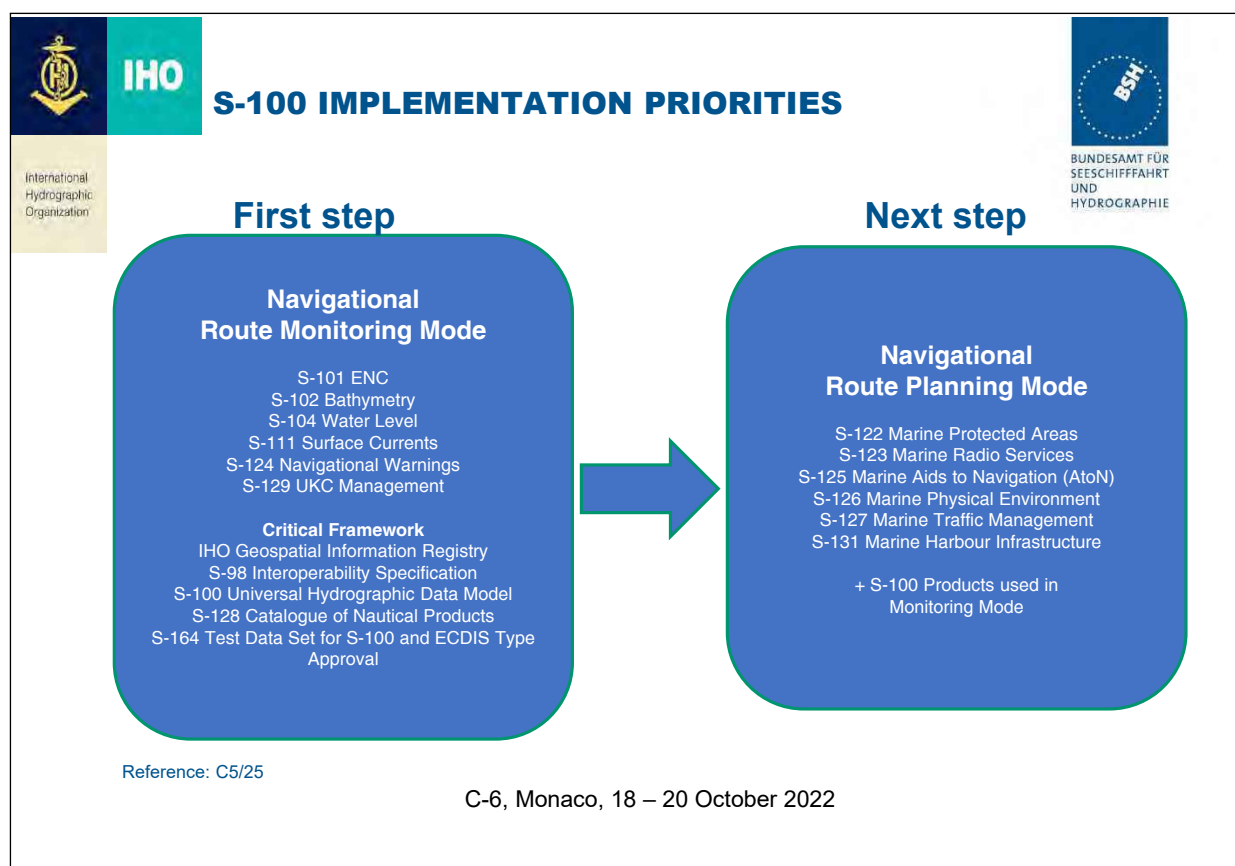 IHO
S-100 IMPLEMENTATION PRIORITIES
BSH
International
Hydrographic
Organization
BUNDESAMT FÜR
SEESCHIFFFAHRT
UND
HYDROGRAPHIE
First step
Navigational
Route Monitoring Mode
S-101 ENC
S-102 Bathymetry
S-104 Water Level
S-111 Surface Currents
S-124 Navigational Warnings
S-129 UKC Management
Critical Framework
IHO Geospatial Information Registry
S-98 Interoperability Specification
S-100 Universal Hydrographic Data Model
S-128 Catalogue of Nautical Products
S-164 Test Data Set for S-100 and ECDIS Type
Approval
Next step
Navigational
Route Planning Mode
S-122 Marine Protected Areas
S-123 Marine Radio Services
S-125 Marine Aids to Navigation (AtoN)
S-126 Marine Physical Environment
S-127 Marine Traffic Management
S-131 Marine Harbour Infrastructure
+ S-100 Products used in
Monitoring Mode
Reference: C5/25
C-6, Monaco, 18 – 20 October 2022